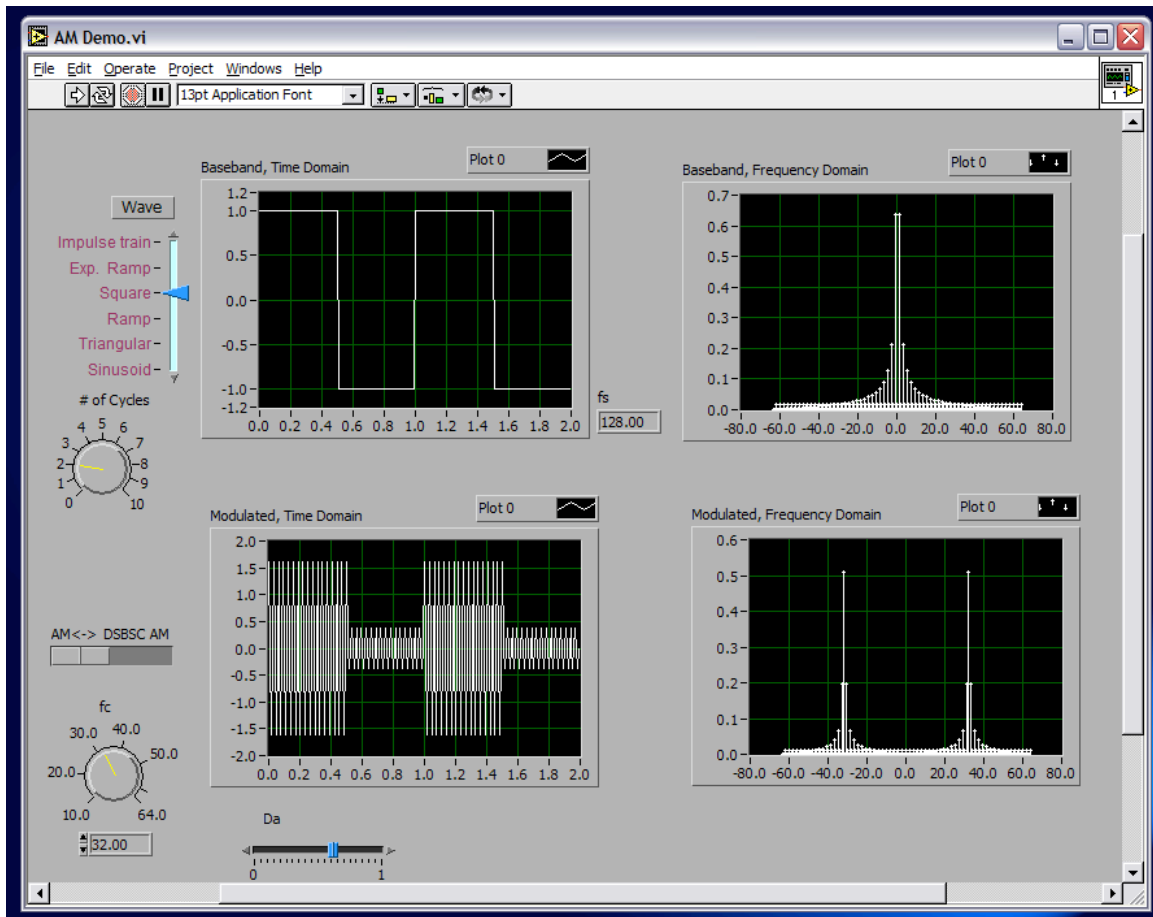 AM Demo.vi
File Edit Operate Project Windows Help
13pt Application Font
1
Baseband, Time Domain
Plot 0
1.2
1.0
0.5
0.0
-0.5
-1.0
-1.2
0.0 0.2 0.4 0.6 0.8 1.0 1.2 1.4 1.6 1.8 2.0
Baseband, Frequency Domain
Plot 0
0.7
0.6
0.5
0.4
0.3
0.2
0.1
0.0
-80.0 -60.0 -40.0 -20.0 0.0 20.0 40.0 60.0 80.0
Wave
Impulse train
Exp. Ramp
Square
Ramp
Triangular
Sinusoid
# of Cycles
0 1 2 3 4 5 6 7 8 9 10
fs
128.00
Modulated, Time Domain
Plot 0
2.0
1.5
1.0
0.5
0.0
-0.5
-1.0
-1.5
-2.0
0.0 0.2 0.4 0.6 0.8 1.0 1.2 1.4 1.6 1.8 2.0
Modulated, Frequency Domain
Plot 0
0.6
0.5
0.4
0.3
0.2
0.1
0.0
-80.0 -60.0 -40.0 -20.0 0.0 20.0 40.0 60.0 80.0
AM<-> DSBSC AM
fc
10.0 20.0 30.0 40.0 50.0 64.0
32.00
Da
0 1